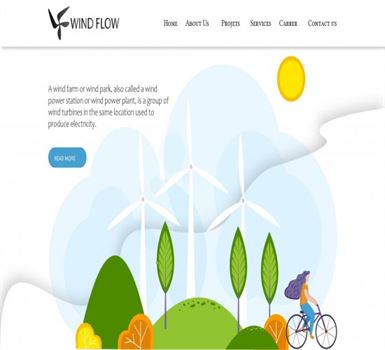 WIND FLOW
Home About Us Projets Services Carrer Contact us
A wind farm or wind park, also called a wind
power station or wind power plant, is a group of
wind turbines in the same location used to
produce electricity.
READ MORE